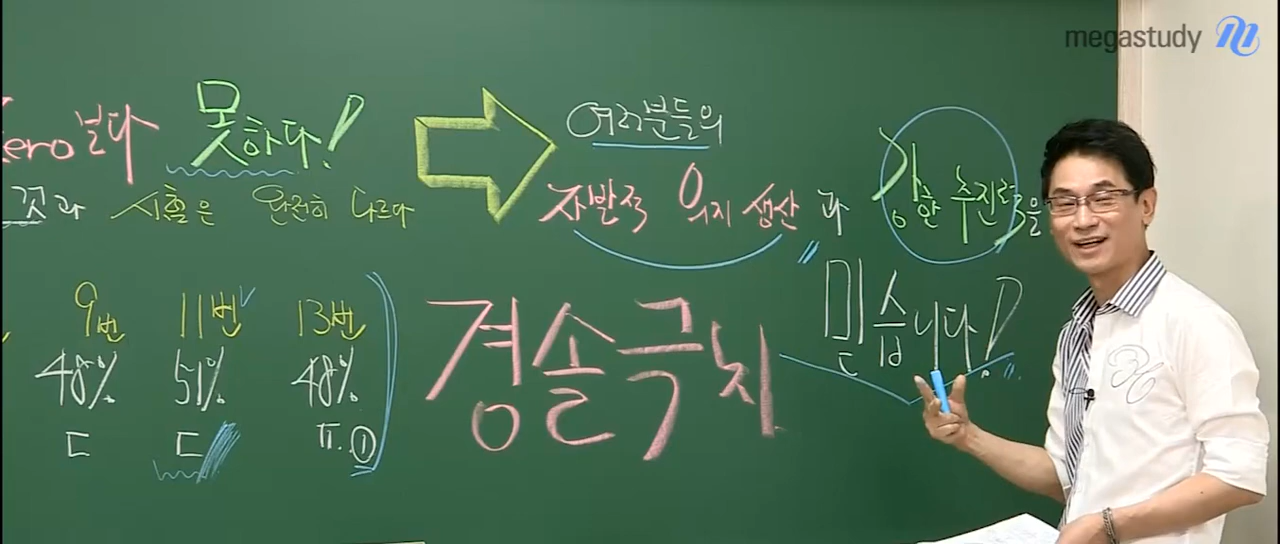 megastudy
Zero보다 못하다!
것과 시험은 완전히 다르다
여러분들의
자발적 의지 생산과 강한 추진력을
믿습니다!
9번 11번 13번
48% 51% 48%
ㄷ ㄷ ㅠ..①
경솔국치